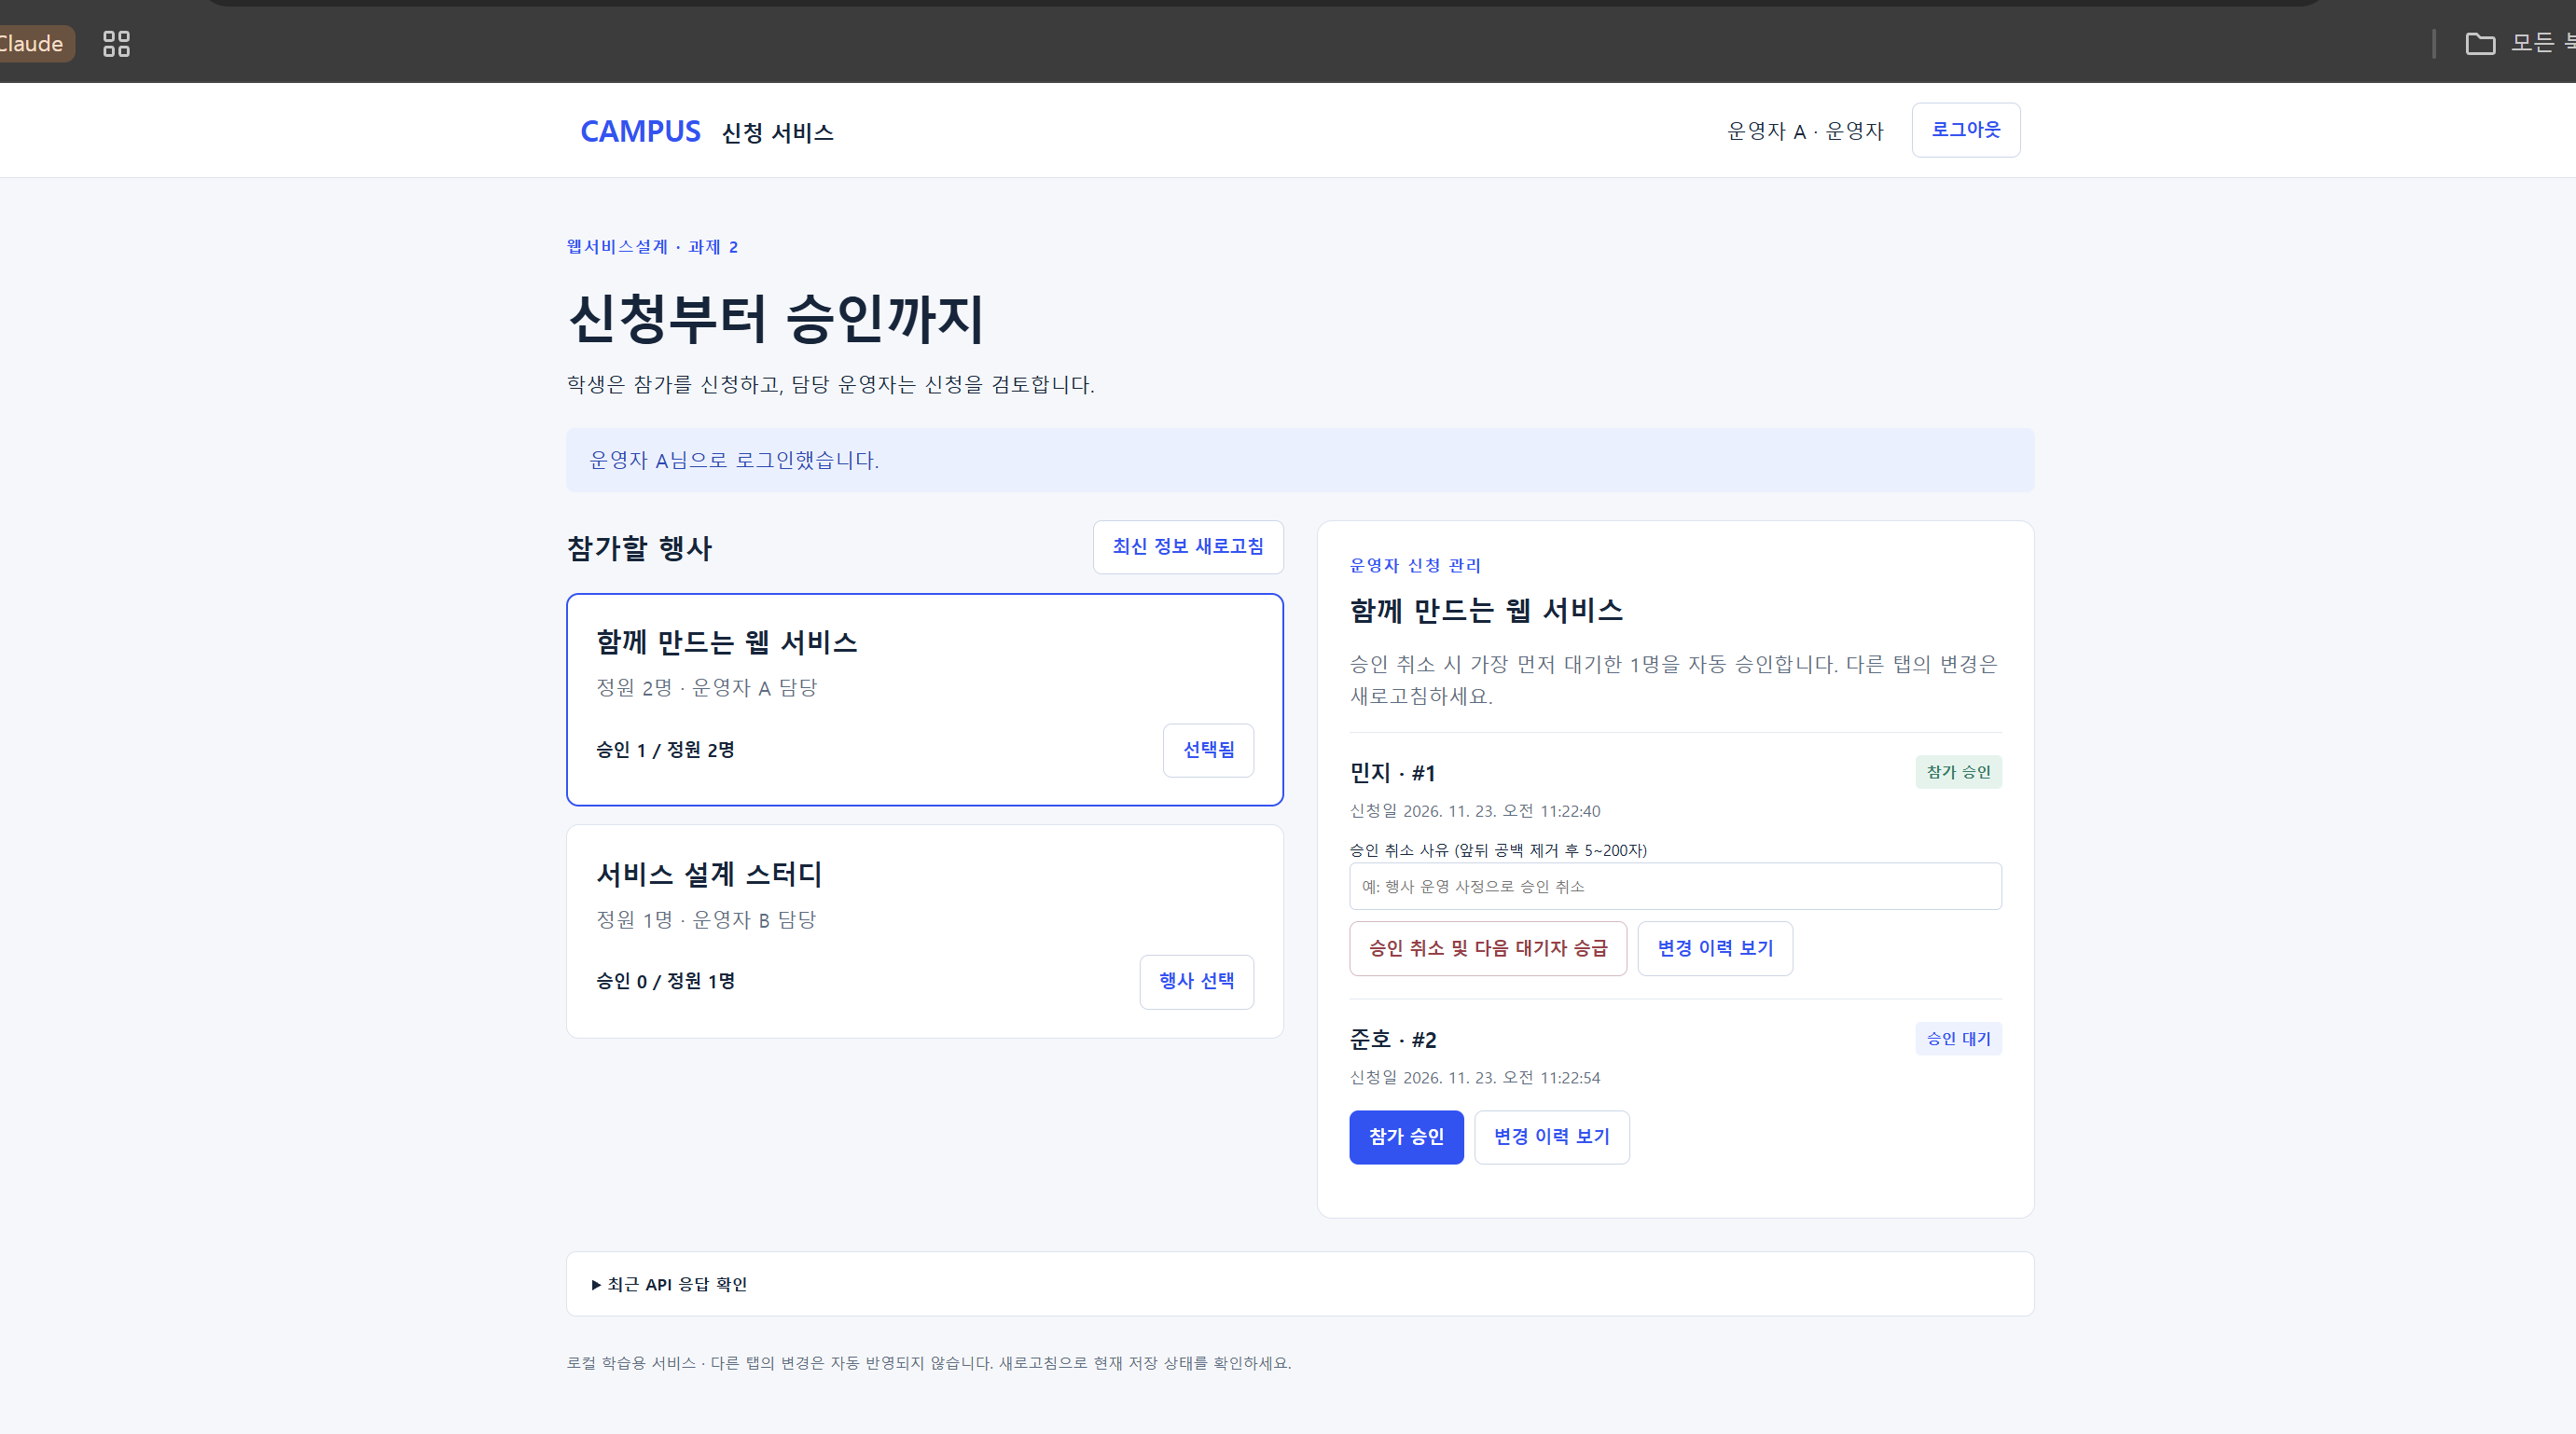 Claude
모든
CAMPUS 신청 서비스
운영자 A · 운영자
로그아웃
웹서비스설계 · 과제 2
신청부터 승인까지
학생은 참가를 신청하고, 담당 운영자는 신청을 검토합니다.
운영자 A님으로 로그인했습니다.
참가할 행사
최신 정보 새로고침
함께 만드는 웹 서비스
정원 2명 · 운영자 A 담당
승인 1 / 정원 2명
선택됨
서비스 설계 스터디
정원 1명 · 운영자 B 담당
승인 0 / 정원 1명
행사 선택
운영자 신청 관리
함께 만드는 웹 서비스
승인 취소 시 가장 먼저 대기한 1명을 자동 승인합니다. 다른 탭의 변경은
새로고침하세요.
민지 · #1
참가 승인
신청일 2026. 11. 23. 오전 11:22:40
승인 취소 사유 (앞뒤 공백 제거 후 5~200자)
예: 행사 운영 사정으로 승인 취소
승인 취소 및 다음 대기자 승급
변경 이력 보기
준호 · #2
승인 대기
신청일 2026. 11. 23. 오전 11:22:54
참가 승인
변경 이력 보기
▶ 최근 API 응답 확인
로컬 학습용 서비스 · 다른 탭의 변경은 자동 반영되지 않습니다. 새로고침으로 현재 저장 상태를 확인하세요.